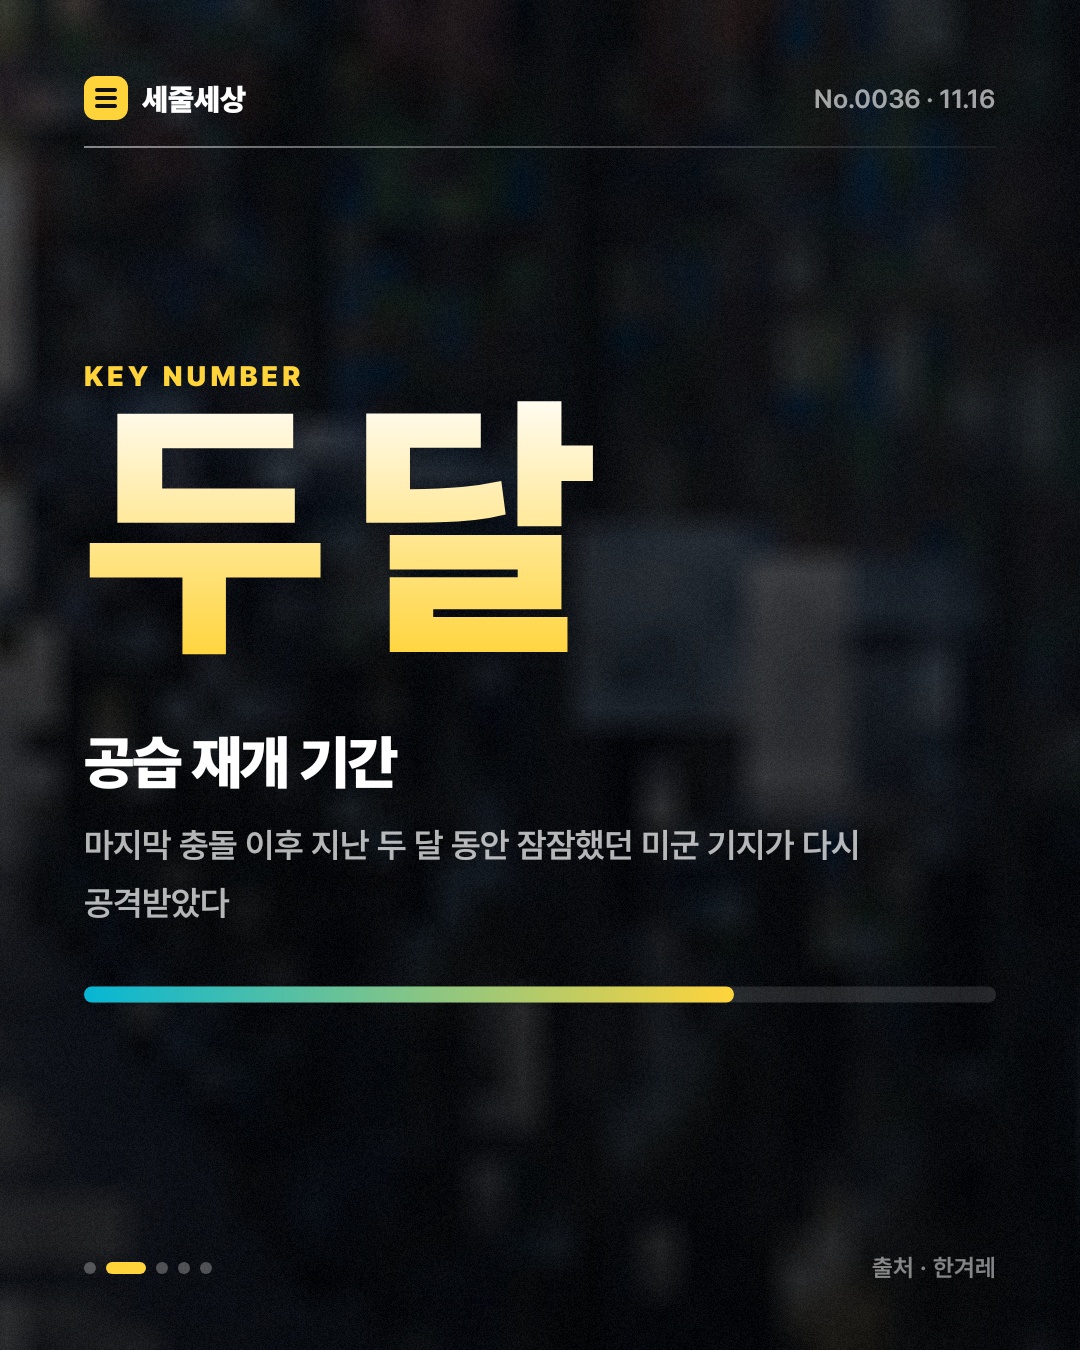 세줄세상
No.0036 · 11.16
KEY NUMBER
두달
공습 재개 기간
마지막 충돌 이후 지난 두 달 동안 잠잠했던 미군 기지가 다시
공격받았다
출처 · 한겨레